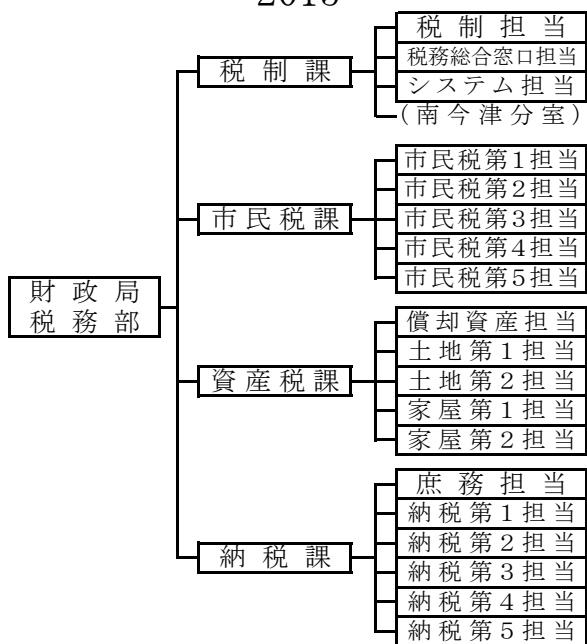 2013
税制課
税制担当
税務総合窓口担当
システム担当
(南今津分室)
市民税課
市民税第1担当
市民税第2担当
市民税第3担当
市民税第4担当
市民税第5担当
財政局
税務部
資産税課
償却資産担当
土地第1担当
土地第2担当
家屋第1担当
家屋第2担当
納税課
庶務担当
納税第1担当
納税第2担当
納税第3担当
納税第4担当
納税第5担当